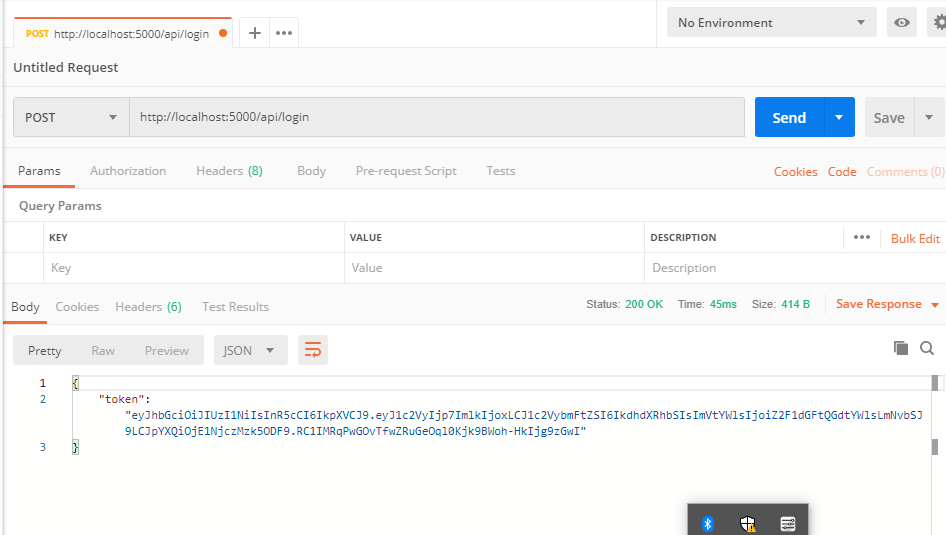 POST http://localhost:5000/api/login
No Environment
Untitled Request
POST http://localhost:5000/api/login Send Save
Params Authorization Headers (8) Body Pre-request Script Tests Cookies Code Comments (0)
Query Params
KEY VALUE DESCRIPTION ••• Bulk Edit
Key Value Description
Body Cookies Headers (6) Test Results Status: 200 OK Time: 45ms Size: 414 B Save Response
Pretty Raw Preview JSON
1 {
2 "token":
"eyJhbGciOiJIUzI1NiIsInR5cCI6IkpXVCJ9.eyJ1c2VyIjp7ImlkIjoxLCJ1c2VybmFtZSI6IkdhdXRhbSIsImVtYWlsIjoiZ2F1dGFtQGdtYWlsLmNvbSJ
9LCJpYXQiOjE1NjczMzk5ODF9.RC1IMRqPwGOvTfwZRuGeOql0Kjk9BWoh-HkIjg9zGwI"
3 }